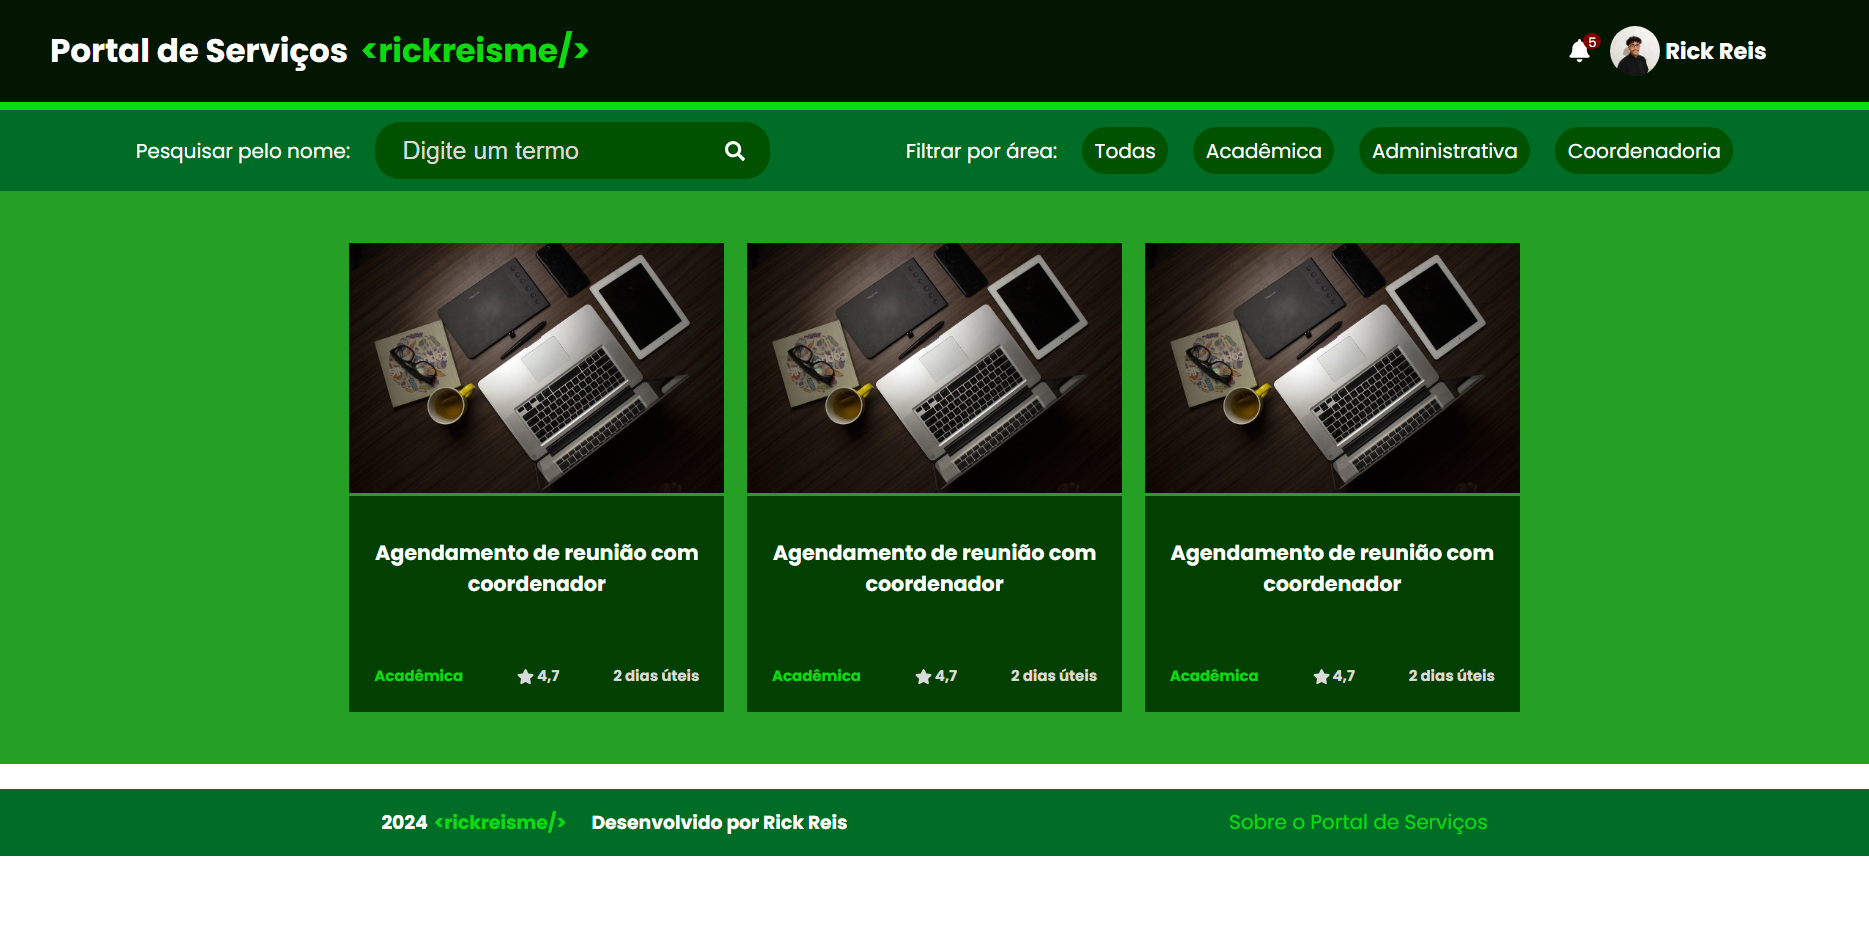 Portal de Serviços <rickreisme/>
5
Rick Reis
Pesquisar pelo nome:
Digite um termo
Filtrar por área:
Todas
Acadêmica
Administrativa
Coordenadoria
Agendamento de reunião com
coordenador
Acadêmica
4,7
2 dias úteis
Agendamento de reunião com
coordenador
Acadêmica
4,7
2 dias úteis
Agendamento de reunião com
coordenador
Acadêmica
4,7
2 dias úteis
2024 <rickreisme/>
Desenvolvido por Rick Reis
Sobre o Portal de Serviços